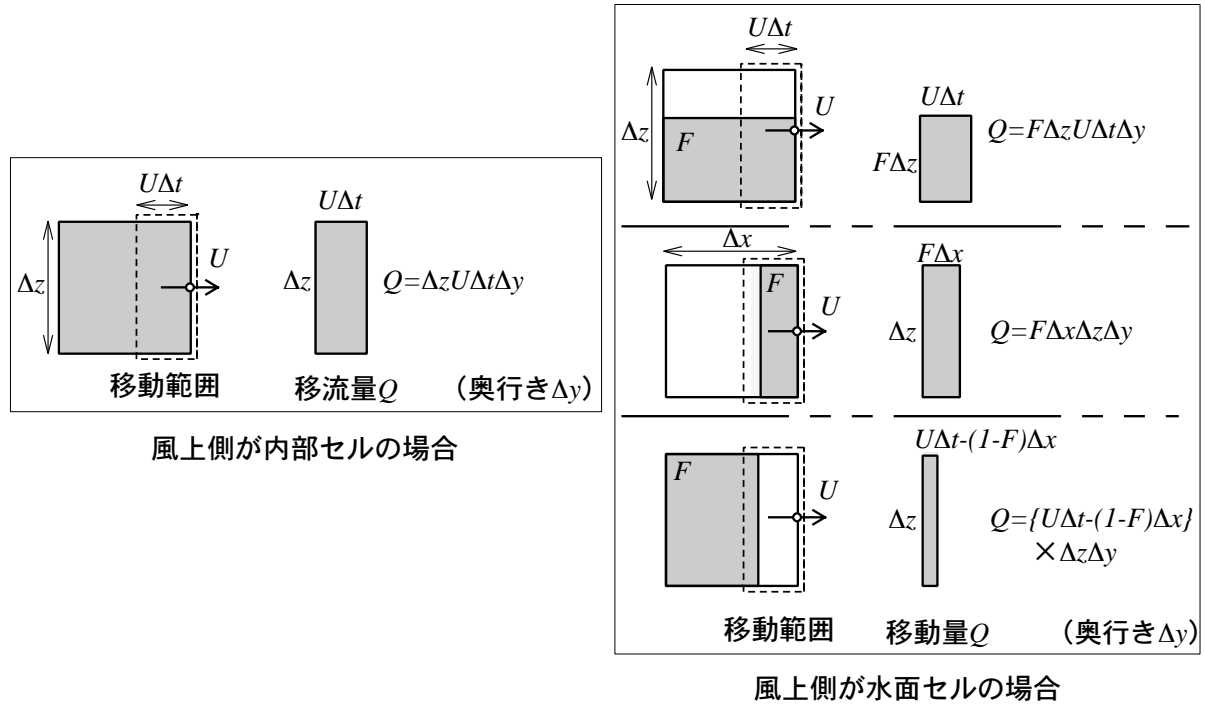 UΔt
Δz
U
UΔt
Δz
Q=ΔzUΔtΔy
移動範囲
移流量Q
（奥行きΔy）
風上側が内部セルの場合
UΔt
Δz
F
U
UΔt
FΔz
Q=FΔzUΔtΔy
Δx
F
U
FΔx
Δz
Q=FΔxΔzΔy
F
U
UΔt-(1-F)Δx
Δz
Q={UΔt-(1-F)Δx}
×ΔzΔy
移動範囲
移動量Q
（奥行きΔy）
風上側が水面セルの場合